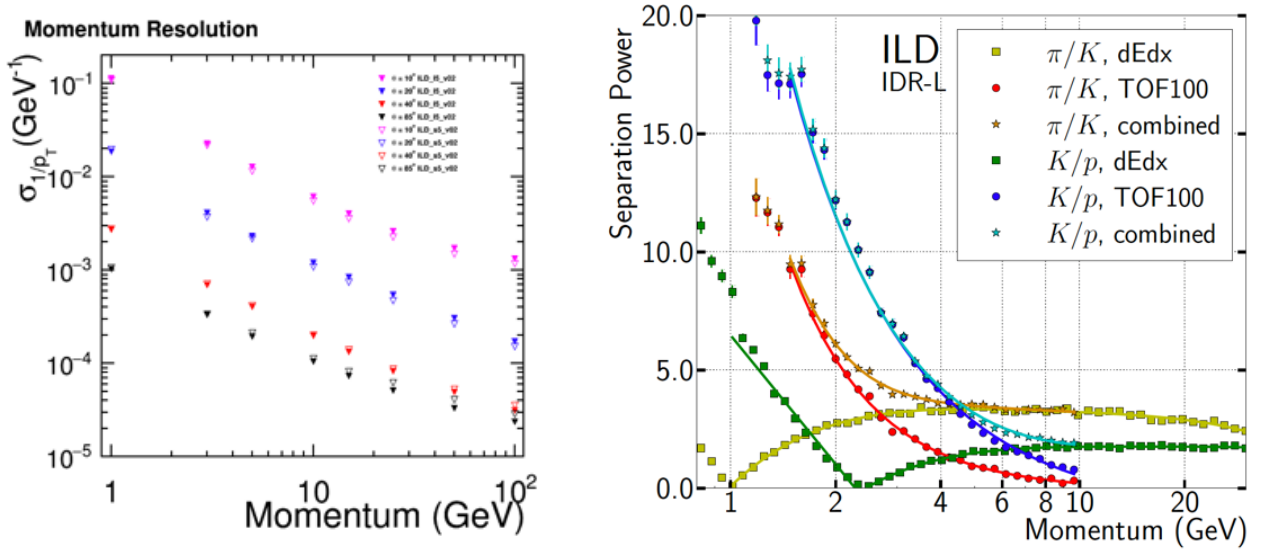 Momentum Resolution
σ1/pT(GeV⁻¹)
10⁻¹
10⁻²
10⁻³
10⁻⁴
10⁻⁵
1
10
10²
Momentum (GeV)
Separation Power
20.0
15.0
10.0
5.0
0.0
1
2
4
6
8
10
20
Momentum (GeV)
ILD
IDR-L
π/K, dEdx
π/K, TOF100
π/K, combined
K/p, dEdx
K/p, TOF100
K/p, combined